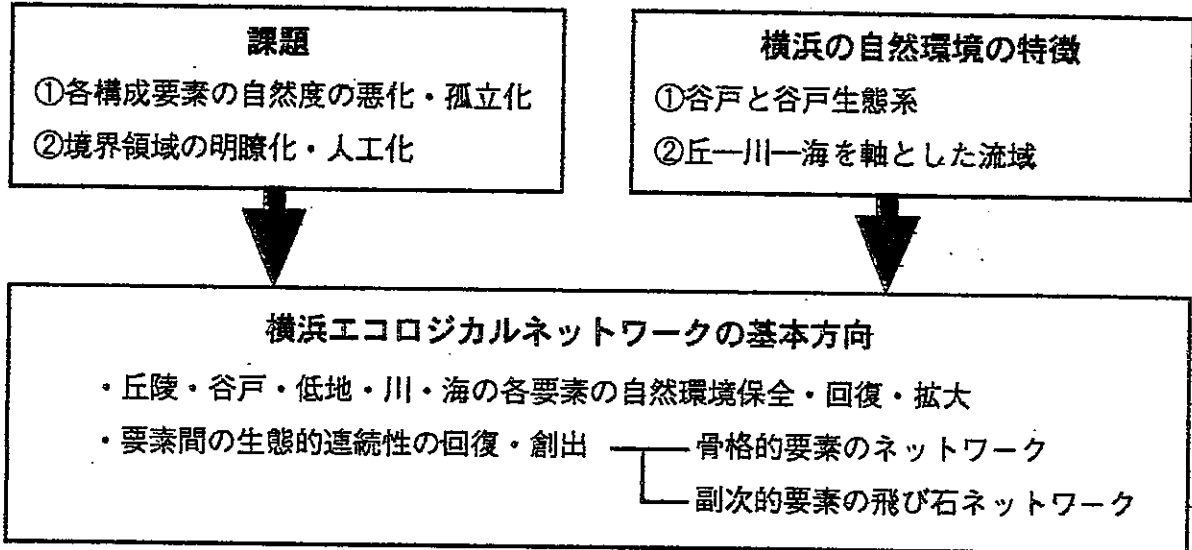 課題
①各構成要素の自然度の悪化・孤立化
②境界領域の明瞭化・人工化
横浜の自然環境の特徴
①谷戸と谷戸生態系
②丘―川―海を軸とした流域
横浜エコロジカルネットワークの基本方向
・丘陵・谷戸・低地・川・海の各要素の自然環境保全・回復・拡大
・要素間の生態的連続性の回復・創出
骨格的要素のネットワーク
副次的要素の飛び石ネットワーク